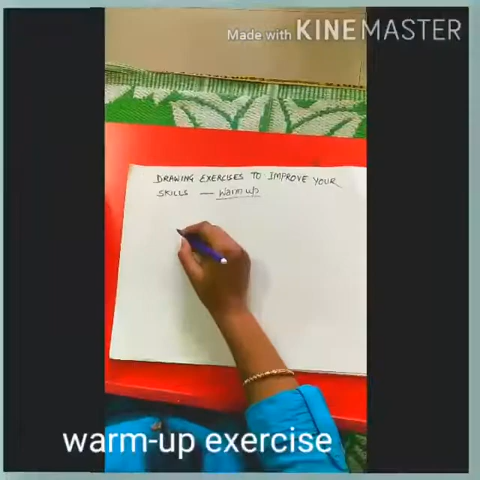 Made with KINEMASTER
DRAWING EXERCISES TO IMPROVE YOUR
SKILLS — Warm up
warm-up exercise